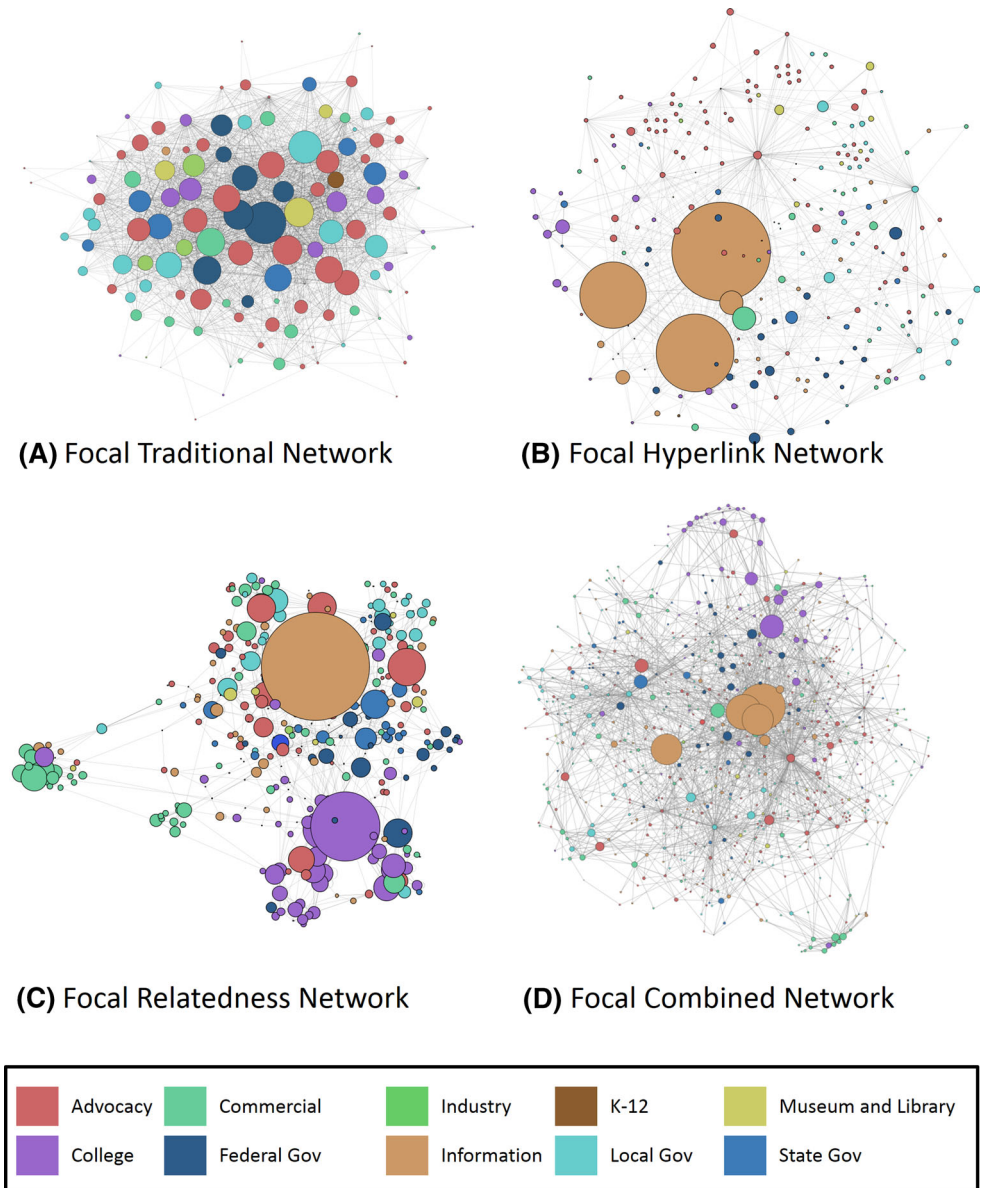 (A) Focal Traditional Network
(B) Focal Hyperlink Network
(C) Focal Relatedness Network
(D) Focal Combined Network
Advocacy Commercial Industry K-12 Museum and Library
College Federal Gov Information Local Gov State Gov